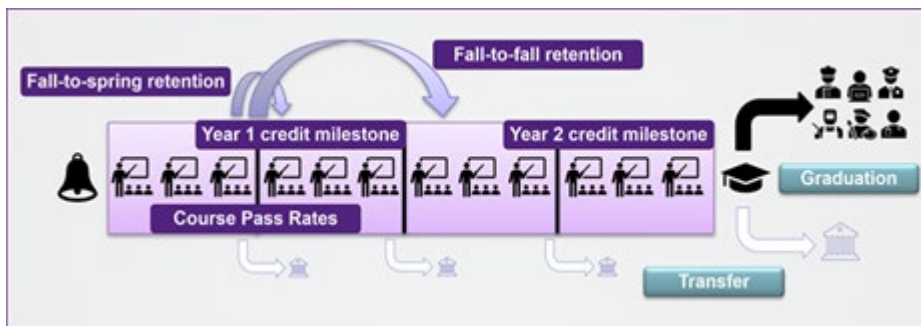 Fall-to-fall retention
Fall-to-spring retention
Year 1 credit milestone
Year 2 credit milestone
Graduation
Course Pass Rates
Transfer